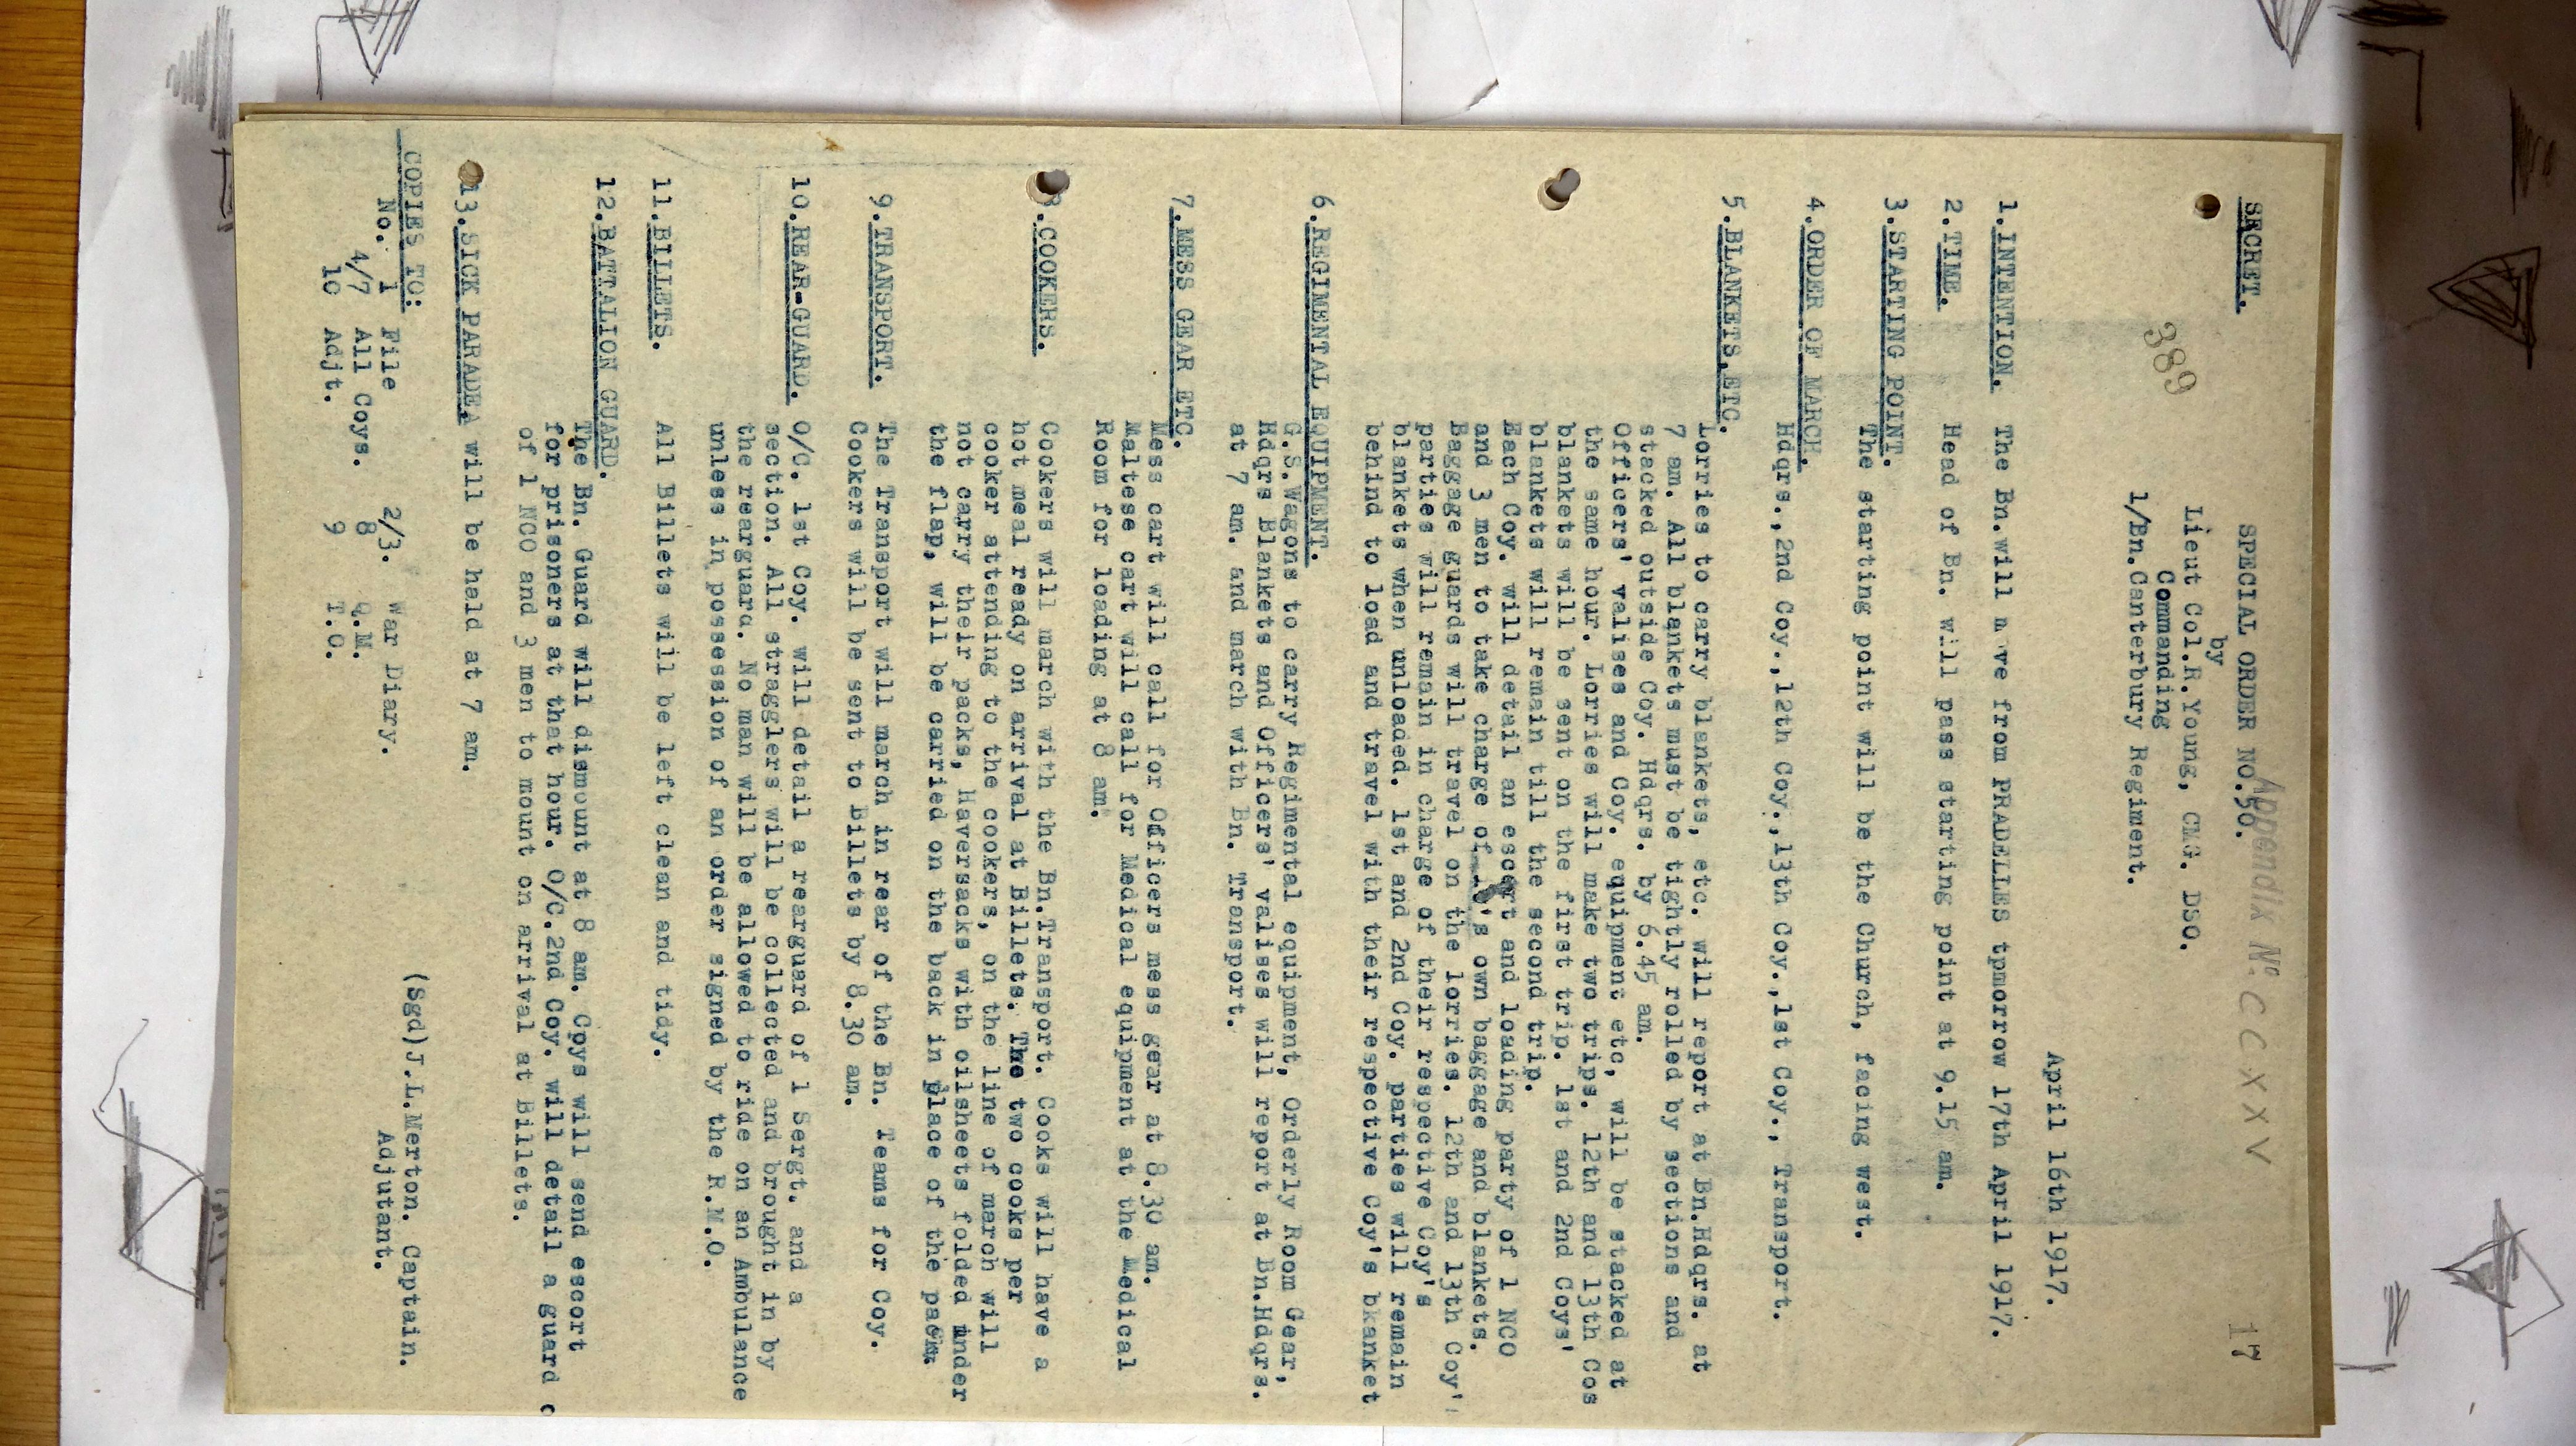 Appendix No. CCXXV
17
SECRET.
SPECIAL ORDER NO.50.
by
Lieut Col.R.Young, CMG. DSO.
Commanding
1/Bn.Canterbury Regiment.
389
April 16th 1917.
1.INTENTION. The Bn.will m ve from PRADELLES tpmorrow 17th April 1917.
2.TIME. Head of Bn. will pass starting point at 9.15 am.
3.STARTING POINT.
The starting point will be the Church, facing west.
4.ORDER OF MARCH.
Hdqrs.,2nd Coy.,12th Coy.,13th Coy.,1st Coy., Transport.
5.BLANKETS,ETC.
Lorries to carry blankets, etc. will report at Bn.Hdqrs. at
7 am. All blankets must be tightly rolled by sections and
stacked outside Coy. Hdqrs. by 6.45 am.
Officers' valises and Coy. equipment etc, will be stacked at
the same hour. Lorries will make two trips. 12th and 13th Cos
blankets will be sent on the first trip. 1st and 2nd Coys'
blankets will remain till the second trip.
Each Coy. will detail an escort and loading party of 1 NCO
and 3 men to take charge of own baggage and blankets.
Baggage guards will travel on the lorries. 12th and 13th Coy'
parties will remain in charge of their respective Coy's
blankets when unloaded. 1st and 2nd Coy. parties will remain
behind to load and travel with their respective Coy's bkanket
6.REGIMENTAL EQUIPMENT.
G.S.Wagons to carry Regimental equipment, Orderly Room Gear,
Hdqrs Blankets and Officers' valises will report at Bn.Hdqrs.
at 7 am. and march with Bn. Transport.
7.MESS GEAR ETC.
Mess cart will call for Officers mess gear at 8.30 am.
Maltese cart will call for Medical equipment at the Medical
Room for loading at 8 am.
8.COOKERS. Cookers will march with the Bn.Transport. Cooks will have a
hot meal ready on arrival at Billets. The two cooks per
cooker attending to the cookers, on the line of march will
not carry their packs, Haversacks with oilsheets folded under
the flap, will be carried on the back in place of the pack.
9.TRANSPORT. The Transport will march in rear of the Bn. Teams for Coy.
Cookers will be sent to Billets by 8.30 am.
10.REAR-GUARD. O/C. 1st Coy. will detail a rearguard of 1 Sergt. and a
section. All stragglers will be collected and brought in by
the rearguard. No man will be allowed to ride on an Ambulance
unless in possession of an order signed by the R.M.O.
11.BILLETS. All Billets will be left clean and tidy.
12.BATTALION GUARD.
The Bn. Guard will dismount at 8 am. Coys will send escort
for prisoners at that hour. O/C.2nd Coy. will detail a guard
of 1 NCO and 3 men to mount on arrival at Billets.
13.SICK PARADEA will be held at 7 am.
(Sgd)J.L.Merton. Captain.
Adjutant.
COPIES TO:
No. 1 File 2/3. War Diary.
4/7 All Coys. 8 Q.M.
10 Adjt. 9 T.O.